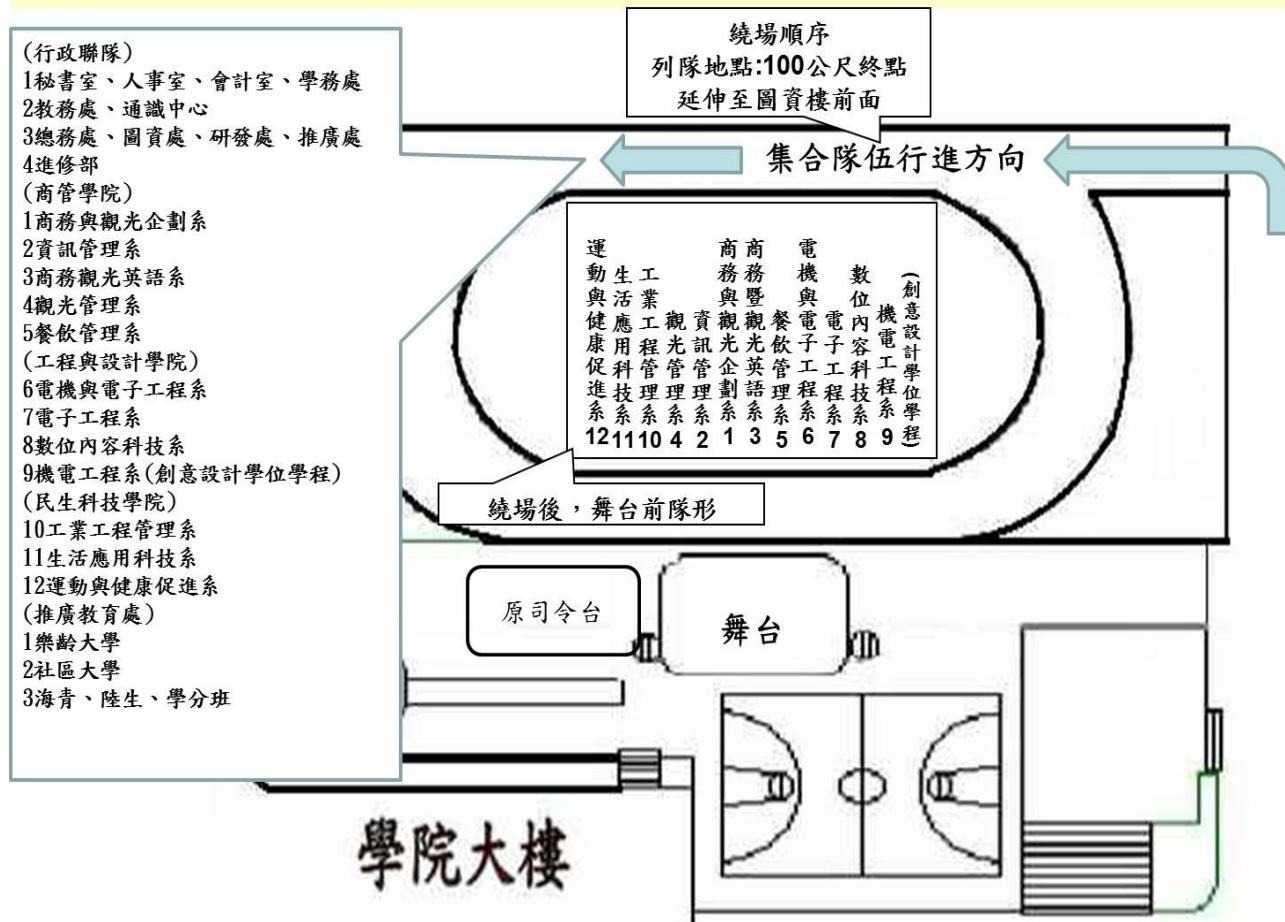 (行政聯隊)
1秘書室、人事室、會計室、學務處
2教務處、通識中心
3總務處、圖資處、研發處、推廣處
4進修部
(商管學院)
1商務與觀光企劃系
2資訊管理系
3商務觀光英語系
4觀光管理系
5餐飲管理系
(工程與設計學院)
6電機與電子工程系
7電子工程系
8數位內容科技系
9機電工程系(創意設計學位學程)
(民生科技學院)
10工業工程管理系
11生活應用科技系
12運動與健康促進系
(推廣教育處)
1樂齡大學
2社區大學
3海青、陸生、學分班
繞場順序
列隊地點:100公尺終點
延伸至圖資樓前面
集合隊伍行進方向
運動與健康促進系12
生活應用科技系11
工業工程管理系10
觀光管理系4
資訊管理系2
商務與觀光企劃系1
商務暨觀光英語系3
餐飲管理系5
電機與電子工程系6
電子工程系7
數位內容科技系8
機電工程系9
(創意設計學位學程)
繞場後,舞台前隊形
原司令台
舞台
學院大樓